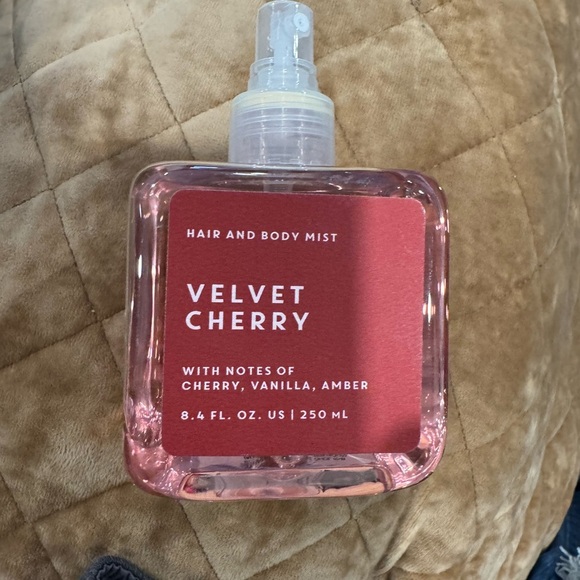 HAIR AND BODY MIST
VELVET
CHERRY
WITH NOTES OF
CHERRY, VANILLA, AMBER
8.4 FL. OZ. US | 250 ML